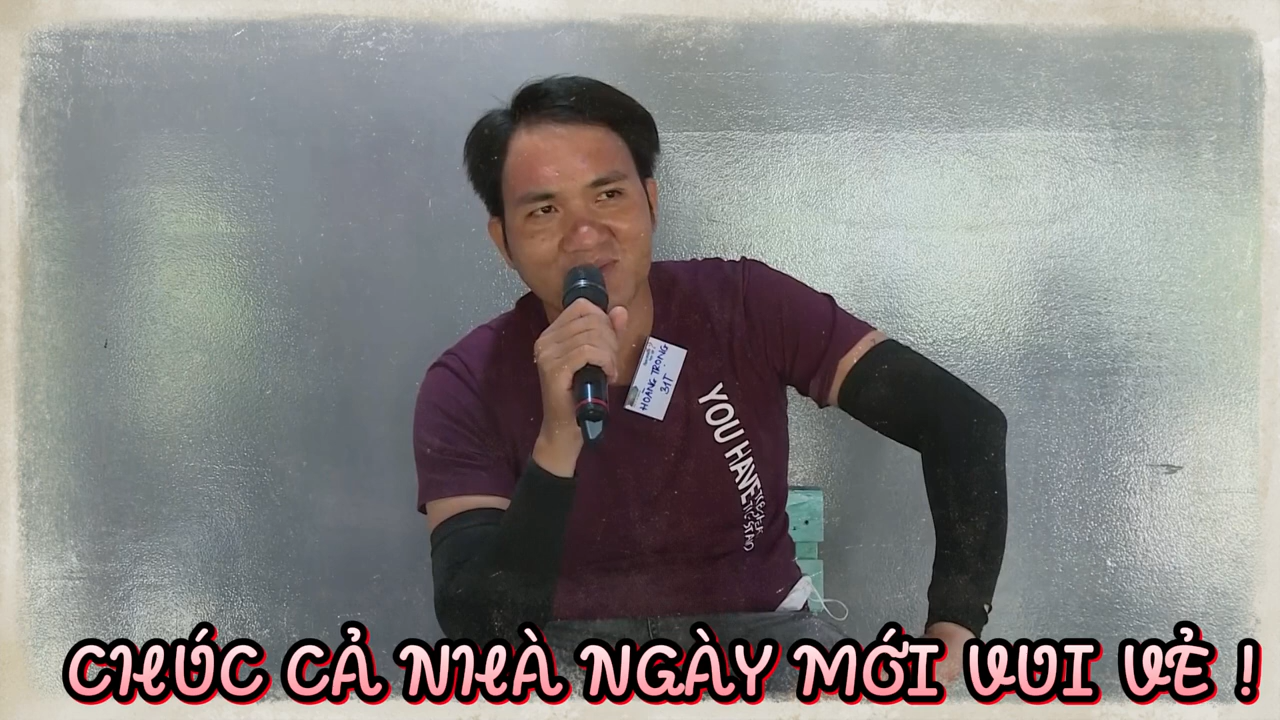 HOÀNG TRỌNG
31T
YOU HAVE
CHÚC CẢ NHÀ NGÀY MỚI VUI VẺ !